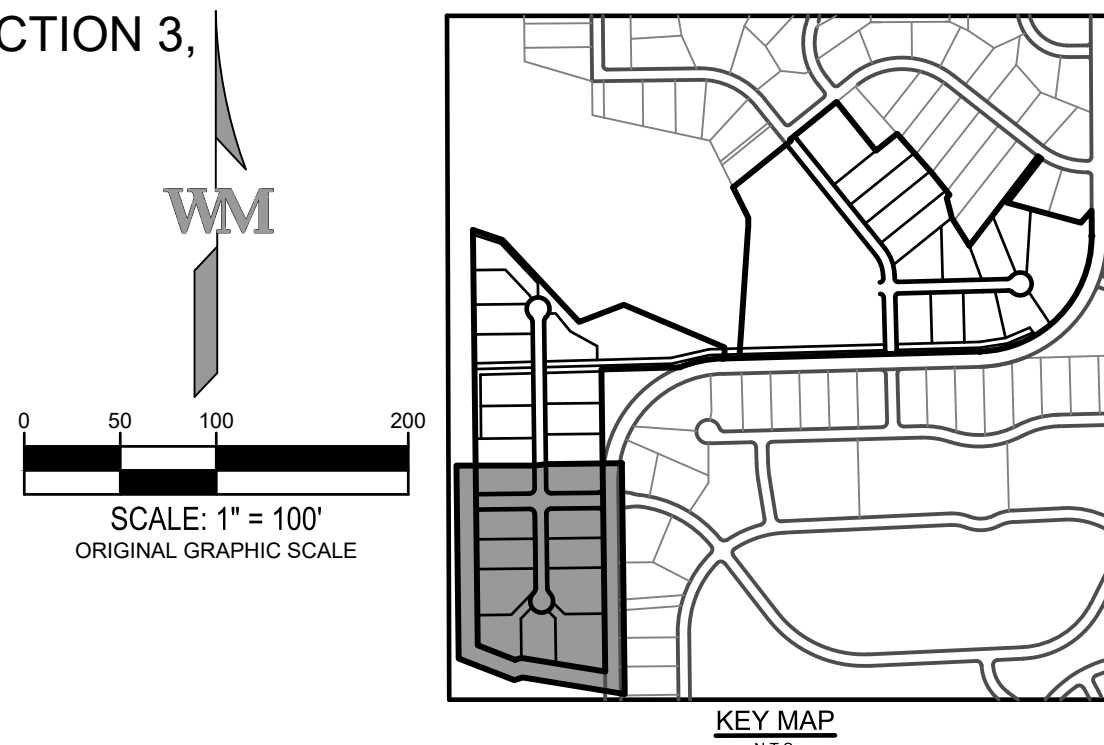 CTION 3,
WM
0 50 100 200
SCALE: 1" = 100'
ORIGINAL GRAPHIC SCALE
KEY MAP